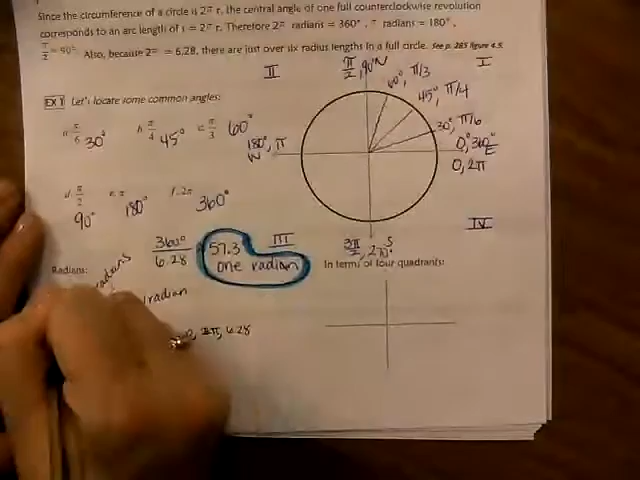 Since the circumference of a circle is 2π r, the central angle of one full counterclockwise revolution
corresponds to an arc length of s = 2π r. Therefore 2π radians = 360°, π radians = 180°,
π/2 = 90° Also, because 2π ≈ 6.28, there are just over six radius lengths in a full circle. See p. 283 figure 4.5.
II
π/2, 90° N
I
60°, π/3
EX 1 Let's locate some common angles:
45°, π/4
a. π/6 30° b. π/4 45° c. π/3 60°
30°, π/6
180°, π
W
0°, 360°
E
0, 2π
d. π/2 e. π f. 2π
90° 180° 360°
IV
360°/6.28 57.3
one radian
III
3π/2, 270° S
Radians:
In terms of four quadrants:
radians
1 radian
0, 2π, 6.28